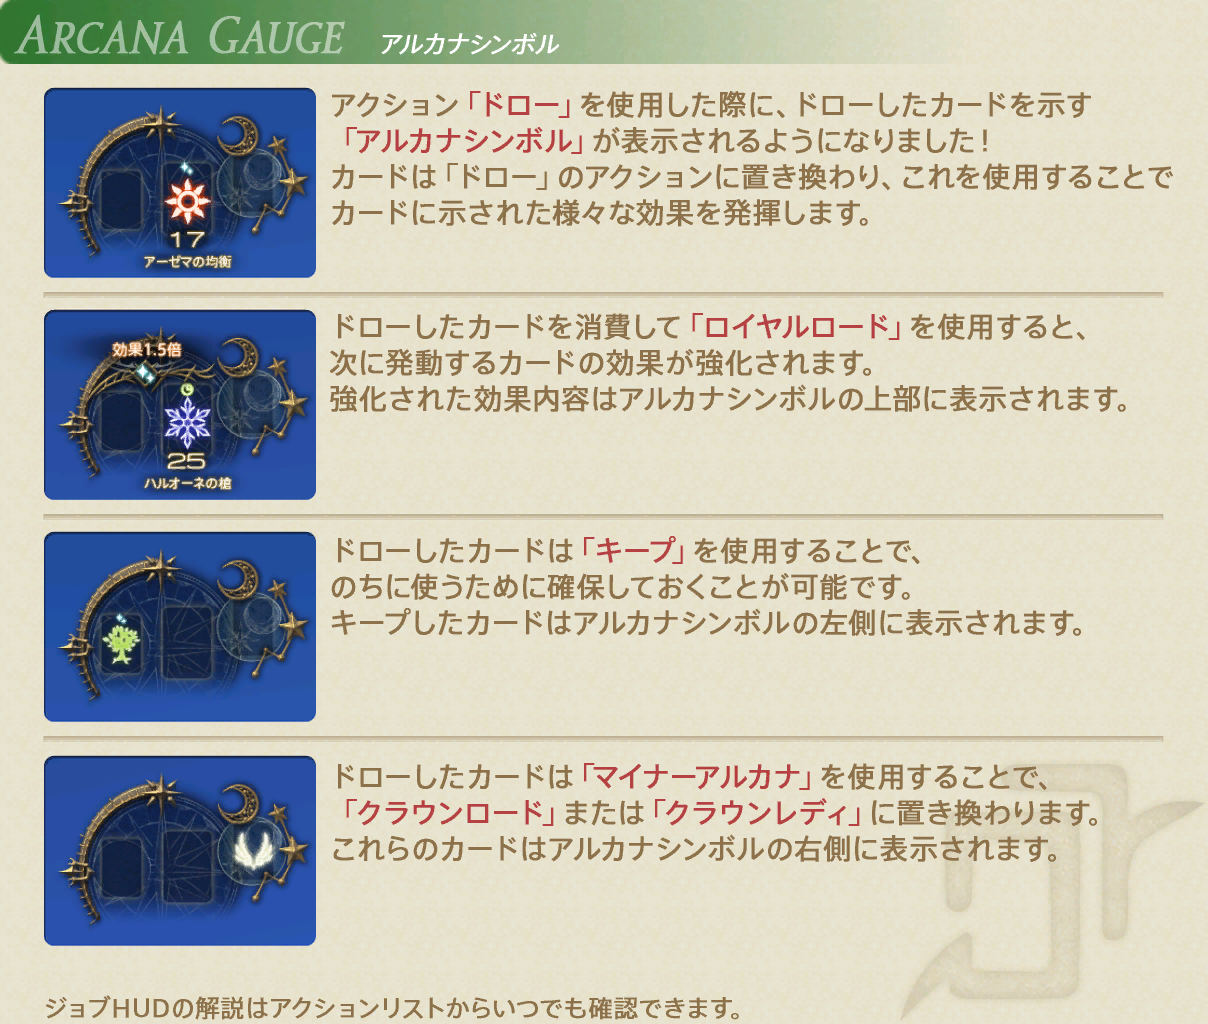 ARCANA GAUGE アルカナシンボル
アクション「ドロー」を使用した際に、ドローしたカードを示す
「アルカナシンボル」が表示されるようになりました!
カードは「ドロー」のアクションに置き換わり、これを使用することで
カードに示された様々な効果を発揮します。
17
アーゼマの均衡
ドローしたカードを消費して「ロイヤルロード」を使用すると、
次に発動するカードの効果が強化されます。
強化された効果内容はアルカナシンボルの上部に表示されます。
効果1.5倍
25
ハルオーネの槍
ドローしたカードは「キープ」を使用することで、
のちに使うために確保しておくことが可能です。
キープしたカードはアルカナシンボルの左側に表示されます。
ドローしたカードは「マイナーアルカナ」を使用することで、
「クラウンロード」または「クラウンレディ」に置き換わります。
これらのカードはアルカナシンボルの右側に表示されます。
ジョブHUDの解説はアクションリストからいつでも確認できます。